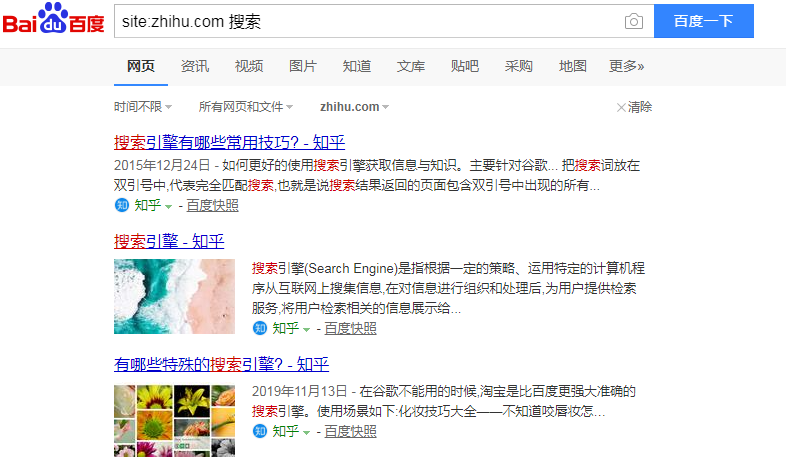 Bai du 百度
site:zhihu.com 搜索
百度一下
网页 资讯 视频 图片 知道 文库 贴吧 采购 地图 更多»
时间不限 所有网页和文件 zhihu.com 清除
搜索引擎有哪些常用技巧? - 知乎
2015年12月24日 - 如何更好的使用搜索引擎获取信息与知识。主要针对谷歌... 把搜索词放在
双引号中,代表完全匹配搜索,也就是说搜索结果返回的页面包含双引号中出现的所有...
知 知乎 - 百度快照
搜索引擎 - 知乎
搜索引擎(Search Engine)是指根据一定的策略、运用特定的计算机程
序从互联网上搜集信息,在对信息进行组织和处理后,为用户提供检索
服务,将用户检索相关的信息展示给...
知 知乎 - 百度快照
有哪些特殊的搜索引擎? - 知乎
2019年11月13日 - 在谷歌不能用的时候,淘宝是比百度更强大准确的
搜索引擎。使用场景如下:化妆技巧大全——不知道咬唇妆怎...
知 知乎 - 百度快照